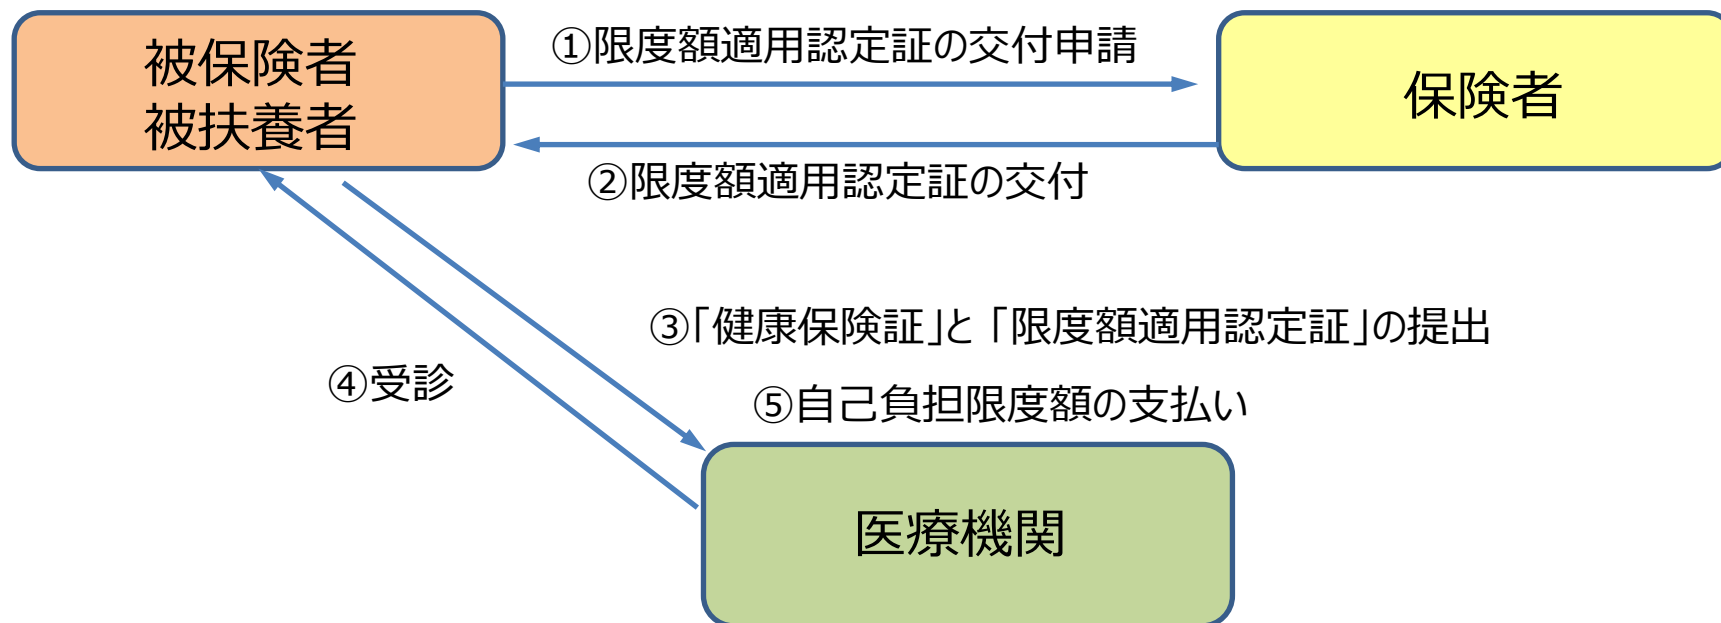 被保険者
被扶養者
①限度額適用認定証の交付申請
保険者
②限度額適用認定証の交付
③「健康保険証」と「限度額適用認定証」の提出
④受診
⑤自己負担限度額の支払い
医療機関